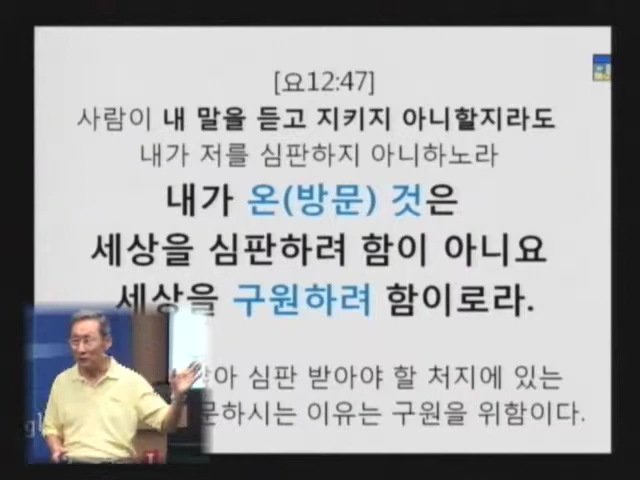 [요12:47]
사람이 내 말을 듣고 지키지 아니할지라도
내가 저를 심판하지 아니하노라
내가 온(방문) 것은
세상을 심판하려 함이 아니요
세상을 구원하려 함이로라.
심판 받아야 할 처지에 있는
이유는 구원을 위함이다.